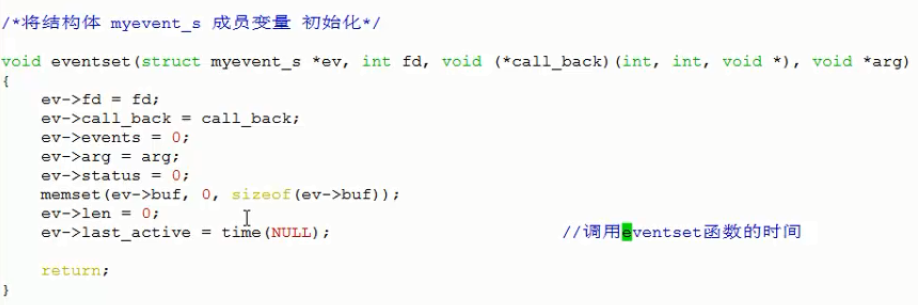 /*将结构体 myevent_s 成员变量 初始化*/
void eventset(struct myevent_s *ev, int fd, void (*call_back)(int, int, void *), void *arg)
{
    ev->fd = fd;
    ev->call_back = call_back;
    ev->events = 0;
    ev->arg = arg;
    ev->status = 0;
    memset(ev->buf, 0, sizeof(ev->buf));
    ev->len = 0;
    ev->last_active = time(NULL);                       //调用eventset函数的时间
    return;
}